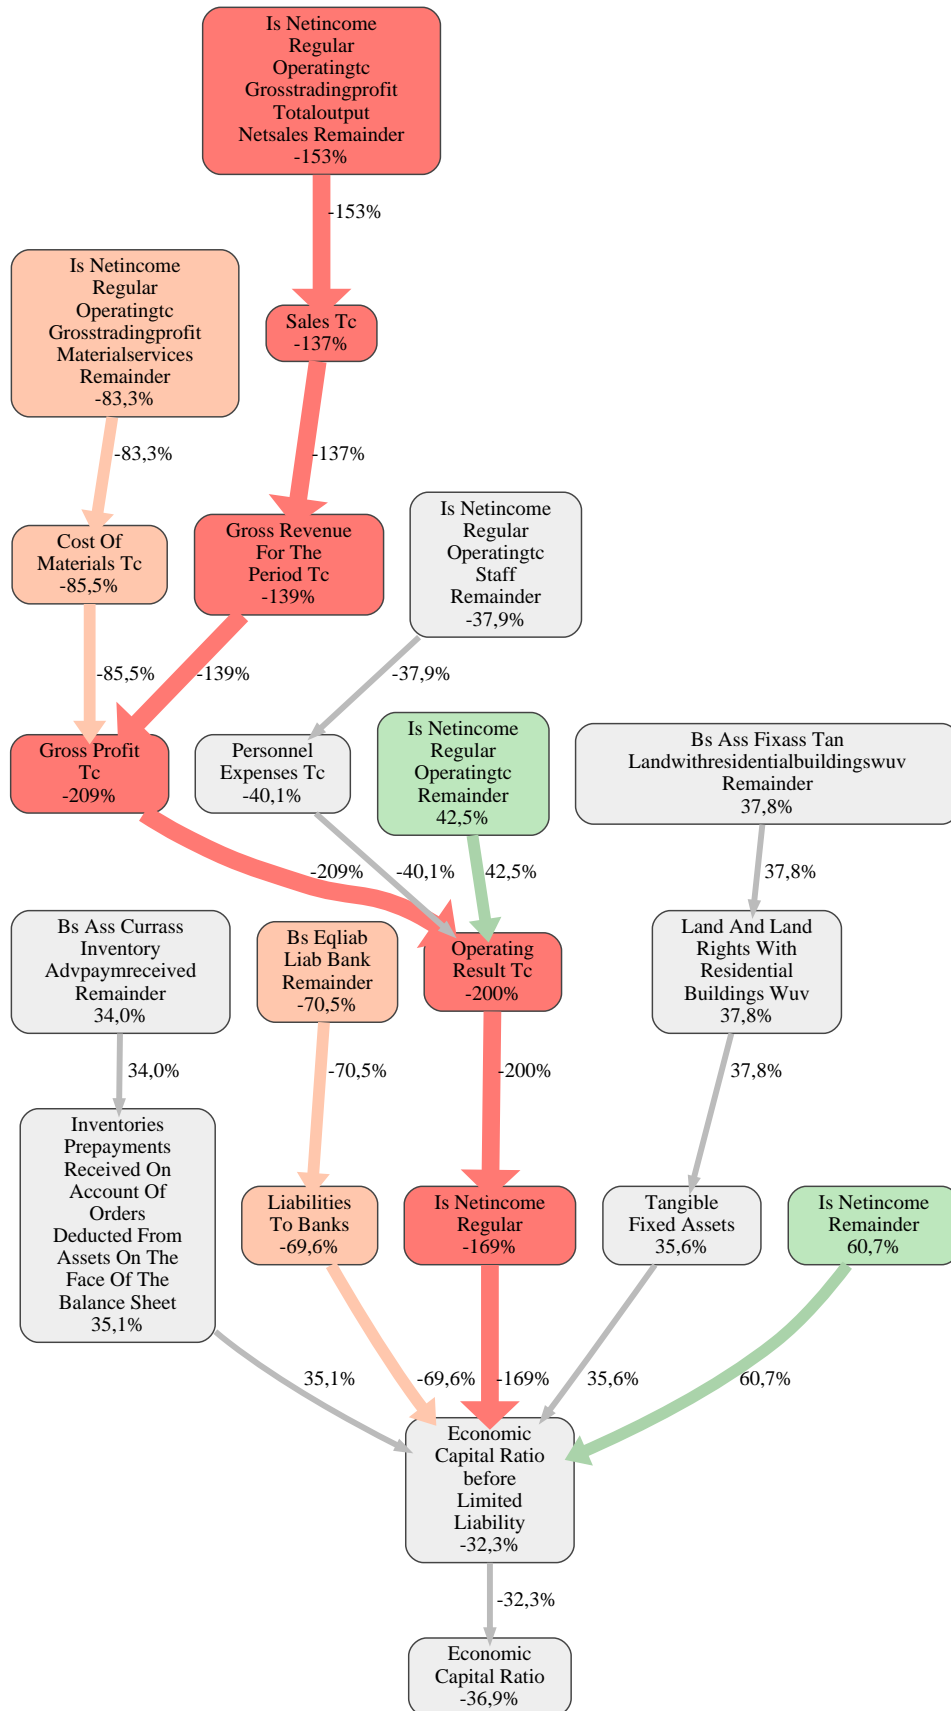 Is Netincome
Regular
Operatingtc
Grosstradingprofit
Totaloutput
Netsales Remainder
-153%
-153%
Is Netincome
Regular
Operatingtc
Grosstradingprofit
Materialservices
Remainder
-83,3%
Sales Tc
-137%
-83,3%
-137%
Cost Of
Materials Tc
-85,5%
Gross Revenue
For The
Period Tc
-139%
Is Netincome
Regular
Operatingtc
Staff
Remainder
-37,9%
-85,5%
-139%
-37,9%
Gross Profit
Tc
-209%
Personnel
Expenses Tc
-40,1%
Is Netincome
Regular
Operatingtc
Remainder
42,5%
Bs Ass Fixass Tan
Landwithresidentialbuildingswuv
Remainder
37,8%
-209%
-40,1%
42,5%
37,8%
Bs Ass Currass
Inventory
Advpaymreceived
Remainder
34,0%
Bs Eqliab
Liab Bank
Remainder
-70,5%
Operating
Result Tc
-200%
Land And Land
Rights With
Residential
Buildings Wuv
37,8%
34,0%
-70,5%
-200%
37,8%
Inventories
Prepayments
Received On
Account Of
Orders
Deducted From
Assets On The
Face Of The
Balance Sheet
35,1%
Liabilities
To Banks
-69,6%
Is Netincome
Regular
-169%
Tangible
Fixed Assets
35,6%
Is Netincome
Remainder
60,7%
35,1%
-69,6%
-169%
35,6%
60,7%
Economic
Capital Ratio
before
Limited
Liability
-32,3%
-32,3%
Economic
Capital Ratio
-36,9%